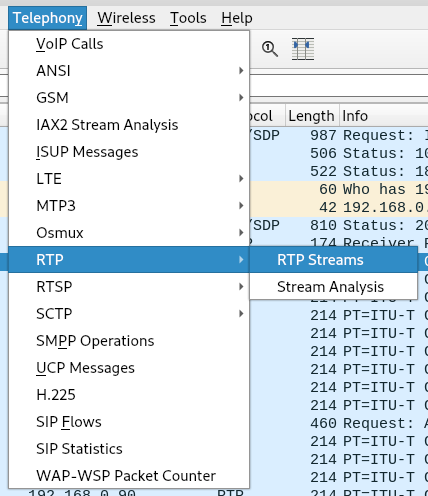 Telephony Wireless Tools Help
VoIP Calls
ANSI
GSM
IAX2 Stream Analysis
ISUP Messages
LTE
MTP3
Osmux
RTP
RTSP
SCTP
SMPP Operations
UCP Messages
H.225
SIP Flows
SIP Statistics
WAP-WSP Packet Counter
RTP Streams
Stream Analysis
ocol Length Info
/SDP 987 Request: I
506 Status: 10
522 Status: 18
60 Who has 19
42 192.168.0.
/SDP 810 Status: 20
174 Receiver R
214 PT=ITU-T G
214 PT=ITU-T G
214 PT=ITU-T G
214 PT=ITU-T G
214 PT=ITU-T G
214 PT=ITU-T G
214 PT=ITU-T G
460 Request: A
214 PT=ITU-T G
214 PT=ITU-T G
214 PT=ITU-T G
192.168.0.90 RTP 214 PT=ITU-T G